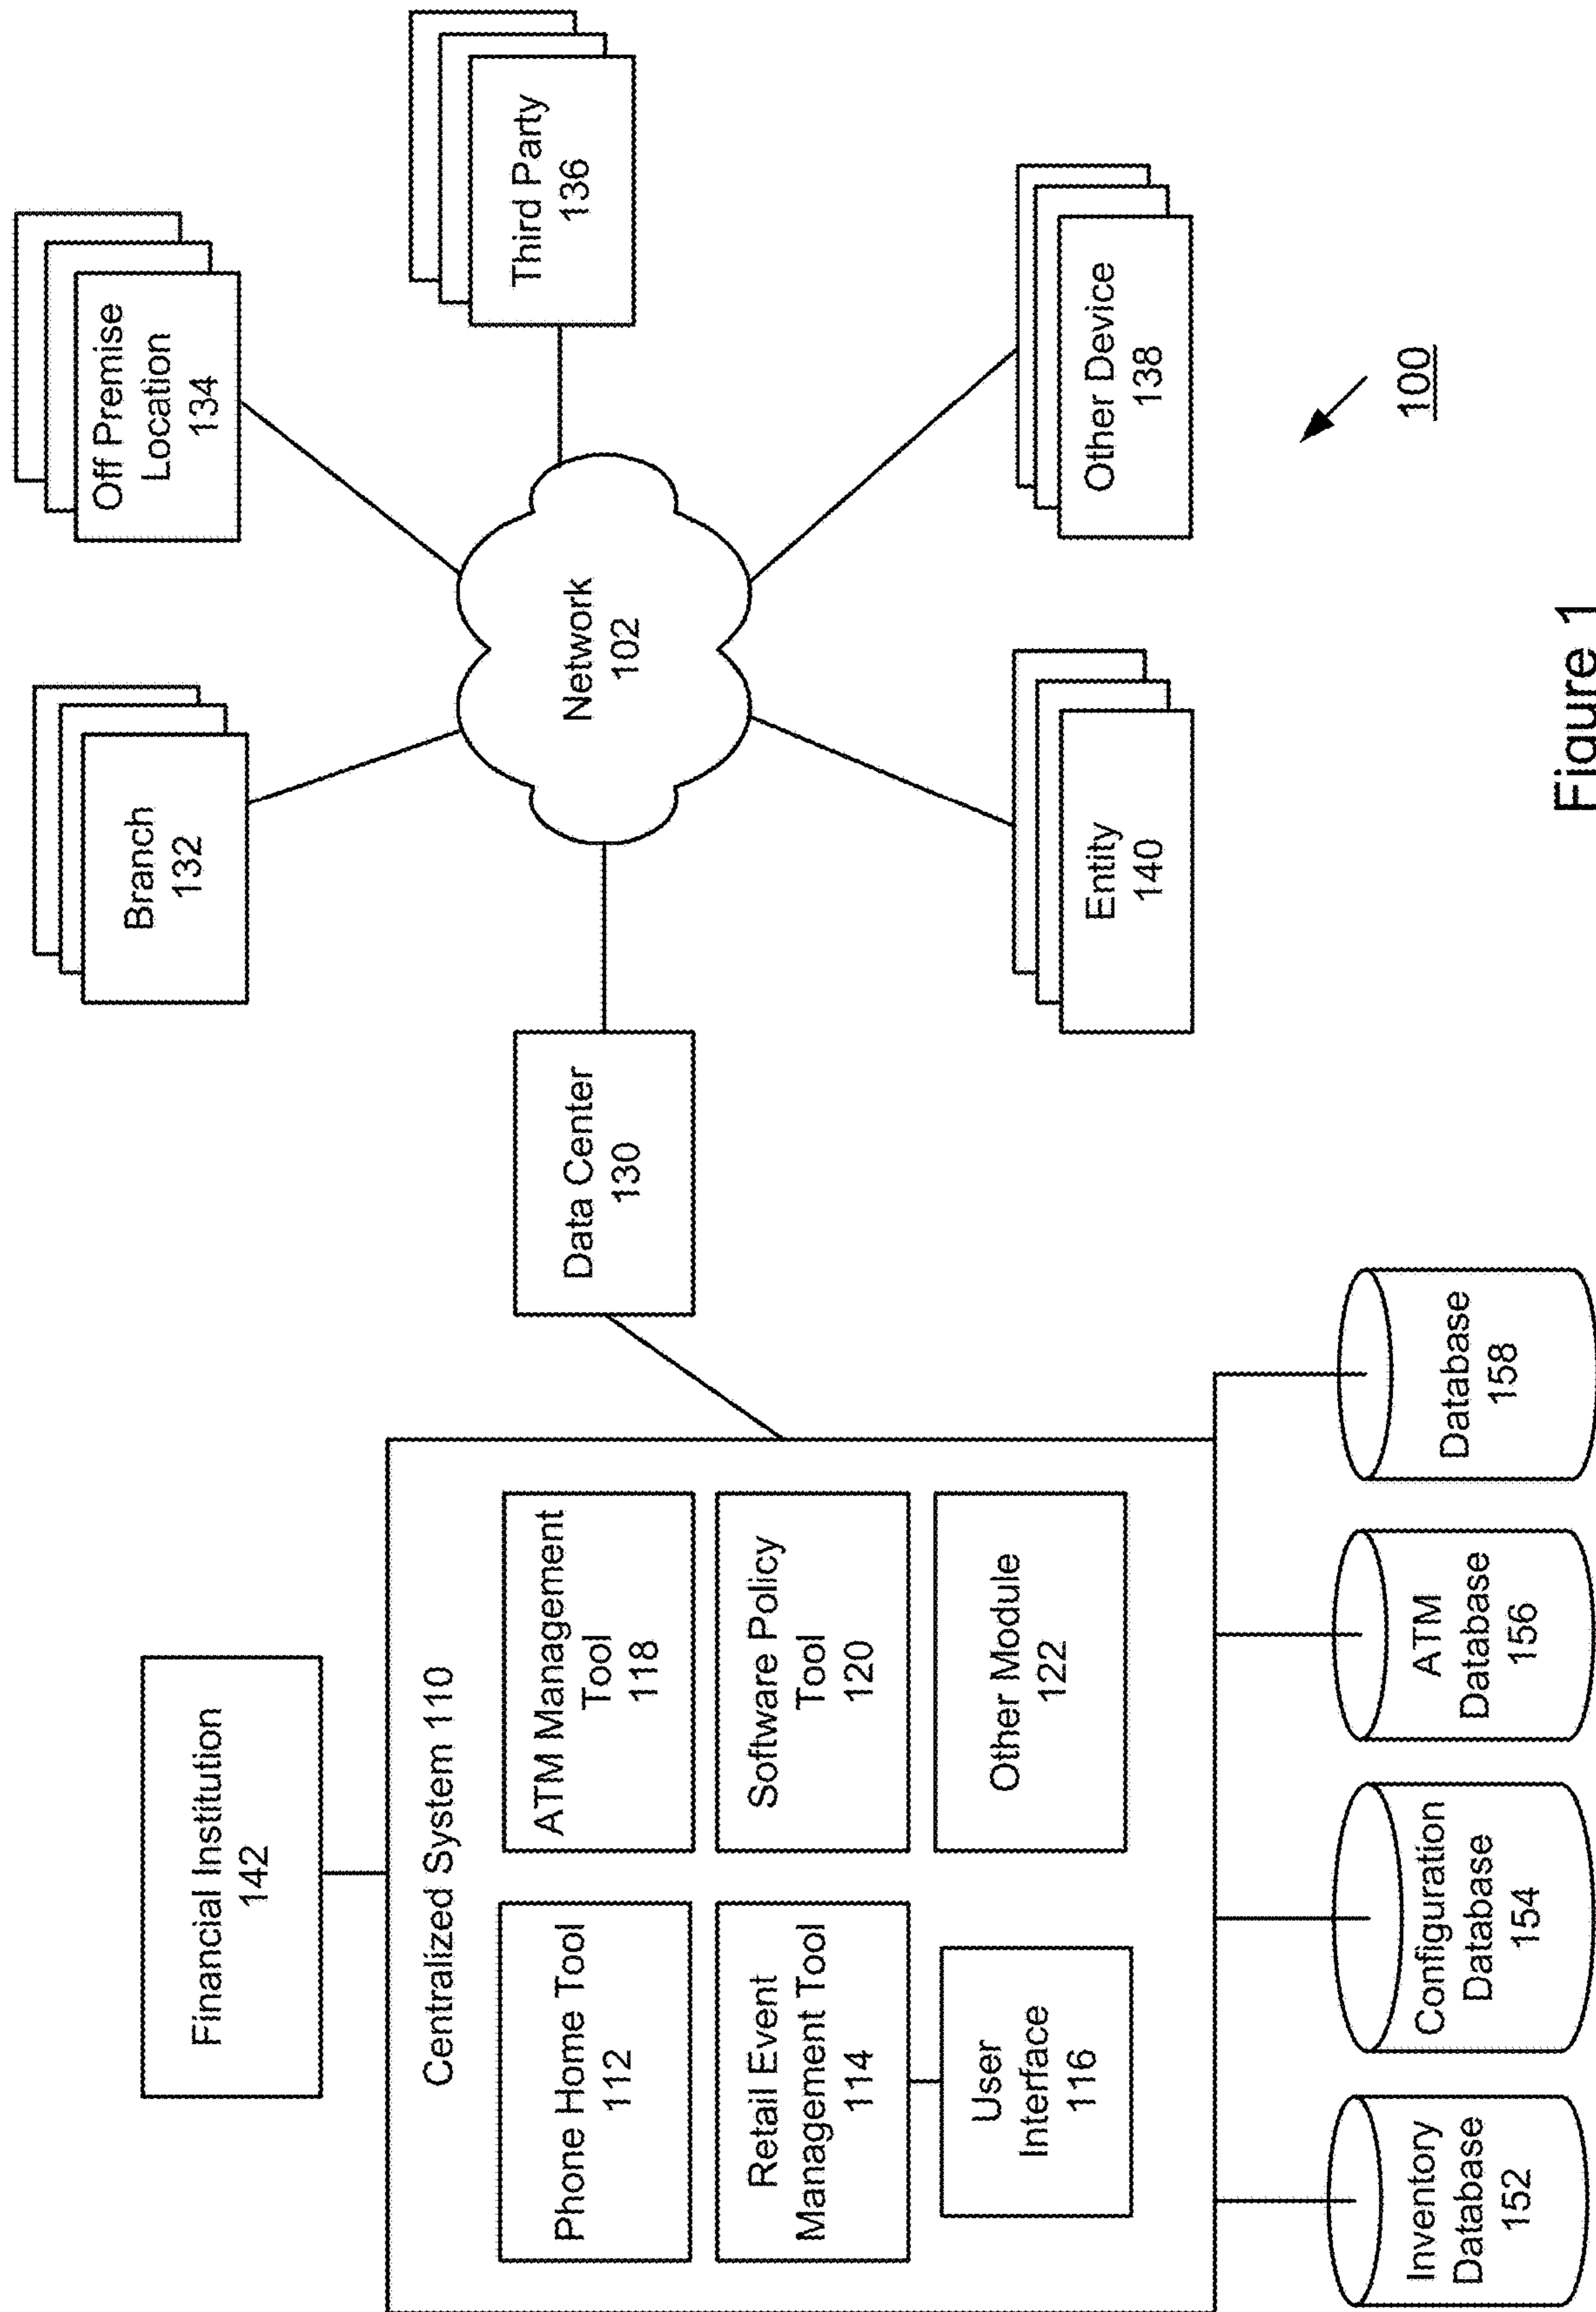 Financial Institution
142
Centralized System 110
Phone Home Tool
112
ATM Management
Tool
118
Retail Event
Management Tool
114
Software Policy
Tool
120
User
Interface
116
Other Module
122
Inventory
Database
152
Configuration
Database
154
ATM
Database
156
Database
158
Data Center
130
Branch
132
Off Premise
Location
134
Third Party
136
Network
102
Entity
140
Other Device
138
100
Figure 1